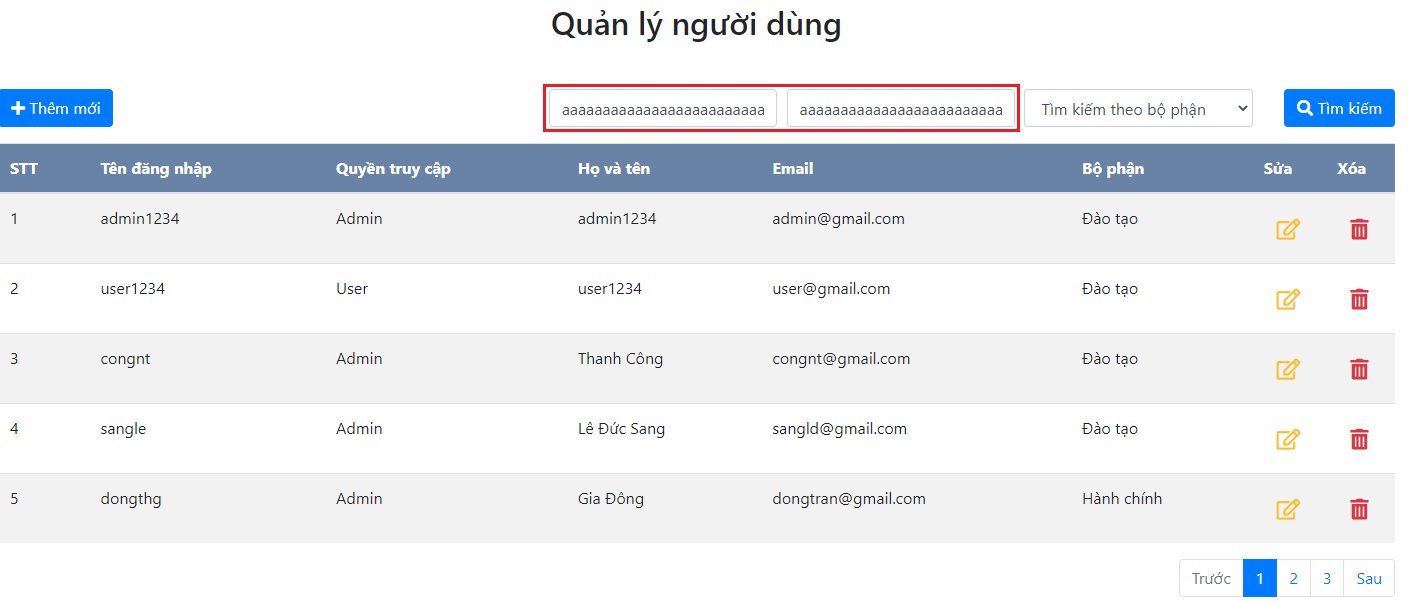 Quản lý người dùng
Thêm mới aaaaaaaaaaaaaaaaaaaaaaaaa aaaaaaaaaaaaaaaaaaaaaaaaa Tìm kiếm theo bộ phận Tìm kiếm
STT Tên đăng nhập Quyền truy cập Họ và tên Email Bộ phận Sửa Xóa
1 admin1234 Admin admin1234 admin@gmail.com Đào tạo
2 user1234 User user1234 user@gmail.com Đào tạo
3 congnt Admin Thanh Công congnt@gmail.com Đào tạo
4 sangle Admin Lê Đức Sang sangld@gmail.com Đào tạo
5 dongthg Admin Gia Đông dongtran@gmail.com Hành chính
Trước 1 2 3 Sau